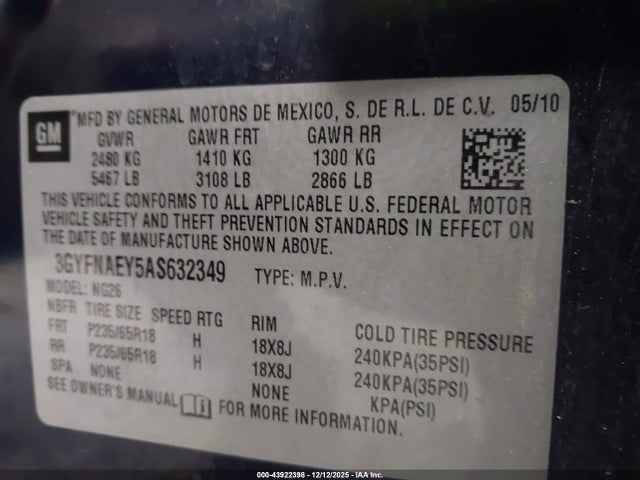 GM ®MFD BY GENERAL MOTORS DE MEXICO, S. DE R.L. DE C.V. 05/10
GVWR GAWR FRT GAWR RR
2480 KG 1410 KG 1300 KG
5467 LB 3108 LB 2866 LB
THIS VEHICLE CONFORMS TO ALL APPLICABLE U.S. FEDERAL MOTOR
VEHICLE SAFETY AND THEFT PREVENTION STANDARDS IN EFFECT ON
THE DATE OF MANUFACTURE SHOWN ABOVE.
3GYFNAEY5AS632349 TYPE: M.P.V.
MODEL: NG26
NBFR TIRE SIZE SPEED RTG RIM COLD TIRE PRESSURE
FRT P235/65R18 H 18X8J 240KPA(35PSI)
RR P235/65R18 H 18X8J 240KPA(35PSI)
SPA NONE NONE KPA(PSI)
SEE OWNER'S MANUAL FOR MORE INFORMATION.
000-43922398 - 12/12/2025 - IAA Inc.